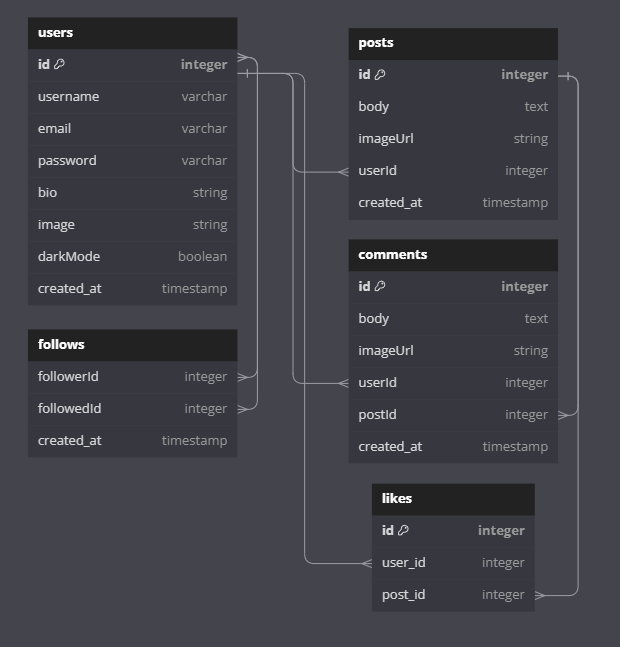 users
id integer
username varchar
email varchar
password varchar
bio string
image string
darkMode boolean
created_at timestamp
follows
followerId integer
followedId integer
created_at timestamp
posts
id integer
body text
imageUrl string
userId integer
created_at timestamp
comments
id integer
body text
imageUrl string
userId integer
postId integer
created_at timestamp
likes
id integer
user_id integer
post_id integer